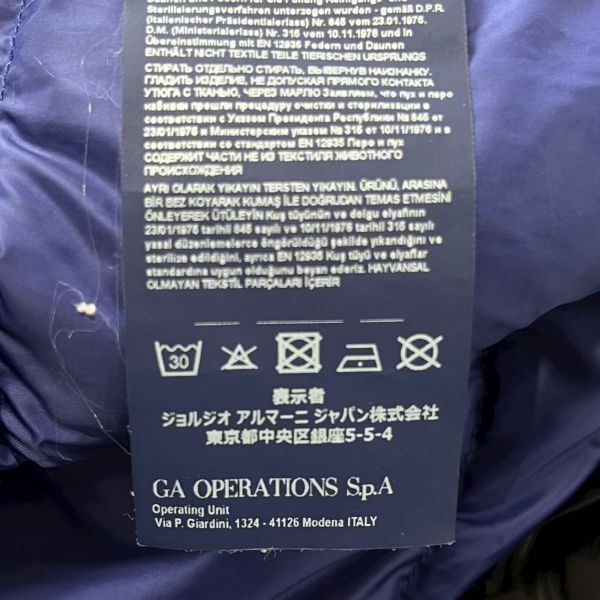 Daunen und Federn für die Füllung Reinigungs- und
Sterilisierungsverfahren unterzogen wurden - gemäß D.P.R.
(Italienischer Präsidentialerlass) Nr. 845 vom 23.01.1976,
D.M. (Ministerialerlass) Nr. 315 vom 10.11.1976 und in
Übereinstimmung mit EN 12935 Federn und Daunen
ENTHÄLT NICHT TEXTILE TEILE TIERISCHEN URSPRUNGS
СТИРАТЬ ОТДЕЛЬНО СТИРАТЬ, ВЫВЕРНУВ НАИЗНАНКУ.
ГЛАДИТЬ ИЗДЕЛИЕ, НЕ ДОПУСКАЯ ПРЯМОГО КОНТАКТА
УТЮГА С ТКАНЬЮ, ЧЕРЕЗ МАРЛЮ Заявляем, что пух и перо
набивки прошли процедуру очистки и стерилизации в
соответствии с Указом Президента Республики № 845 от
23/01/1976 и Министерским указом № 315 от 10/11/1976 и в
соответствии со стандартом EN 12935 Перо и пух
СОДЕРЖИТ ЧАСТИ НЕ ИЗ ТЕКСТИЛЯ ЖИВОТНОГО
ПРОИСХОЖДЕНИЯ
AYRI OLARAK YIKAYIN TERSTEN YIKAYIN. ÜRÜNÜ, ARASINA
BİR BEZ KOYARAK KUMAŞ İLE DOĞRUDAN TEMAS ETMESİNİ
ÖNLEYEREK ÜTÜLEYİN Kuş tüyünün ve dolgu elyafının
23/01/1976 tarihli 845 sayılı ve 10/11/1976 tarihli 315 sayılı
yasal düzenlemelerce öngörüldüğü şekilde yıkandığını ve
sterilize edildiğini, ayrıca EN 12935 Kuş tüyü ve elyaflar
standardına uygun olduğunu beyan ederiz. HAYVANSAL
OLMAYAN TEKSTİL PARÇALARI İÇERİR
30
表示者
ジョルジオ アルマーニ ジャパン株式会社
東京都中央区銀座5-5-4
GA OPERATIONS S.p.A
Operating Unit
Via P. Giardini, 1324 - 41126 Modena ITALY